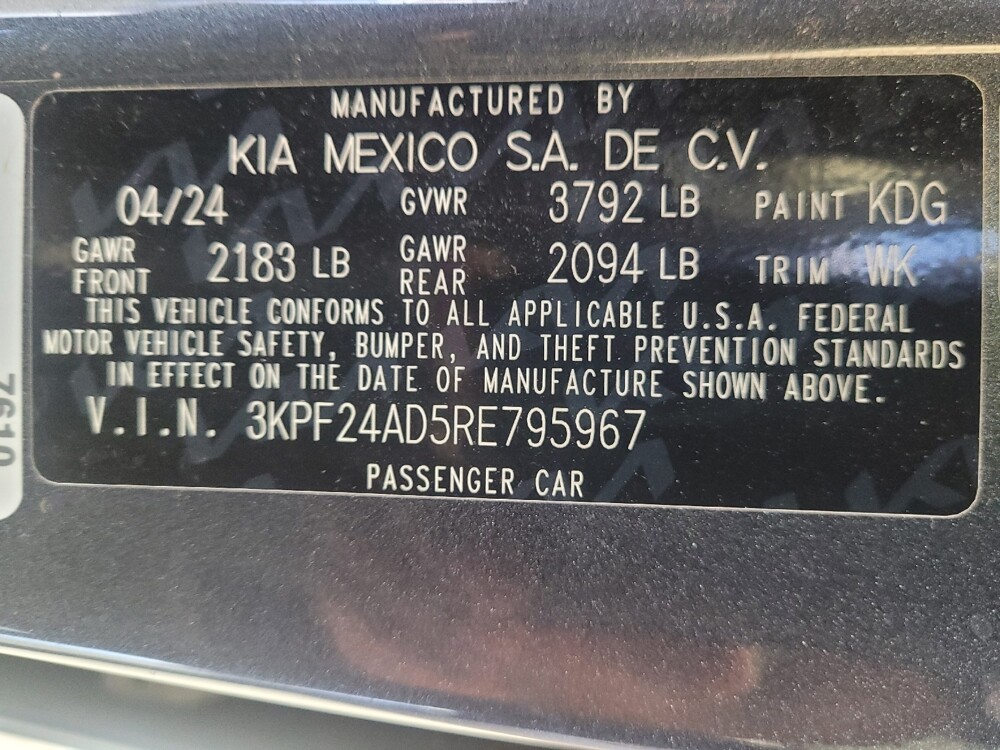 MANUFACTURED BY
KIA MEXICO S.A. DE C.V.
04/24 GVWR 3792 LB PAINT KDG
GAWR FRONT 2183 LB GAWR REAR 2094 LB TRIM WK
THIS VEHICLE CONFORMS TO ALL APPLICABLE U.S.A. FEDERAL
MOTOR VEHICLE SAFETY, BUMPER, AND THEFT PREVENTION STANDARDS
IN EFFECT ON THE DATE OF MANUFACTURE SHOWN ABOVE.
V.I.N. 3KPF24AD5RE795967
PASSENGER CAR